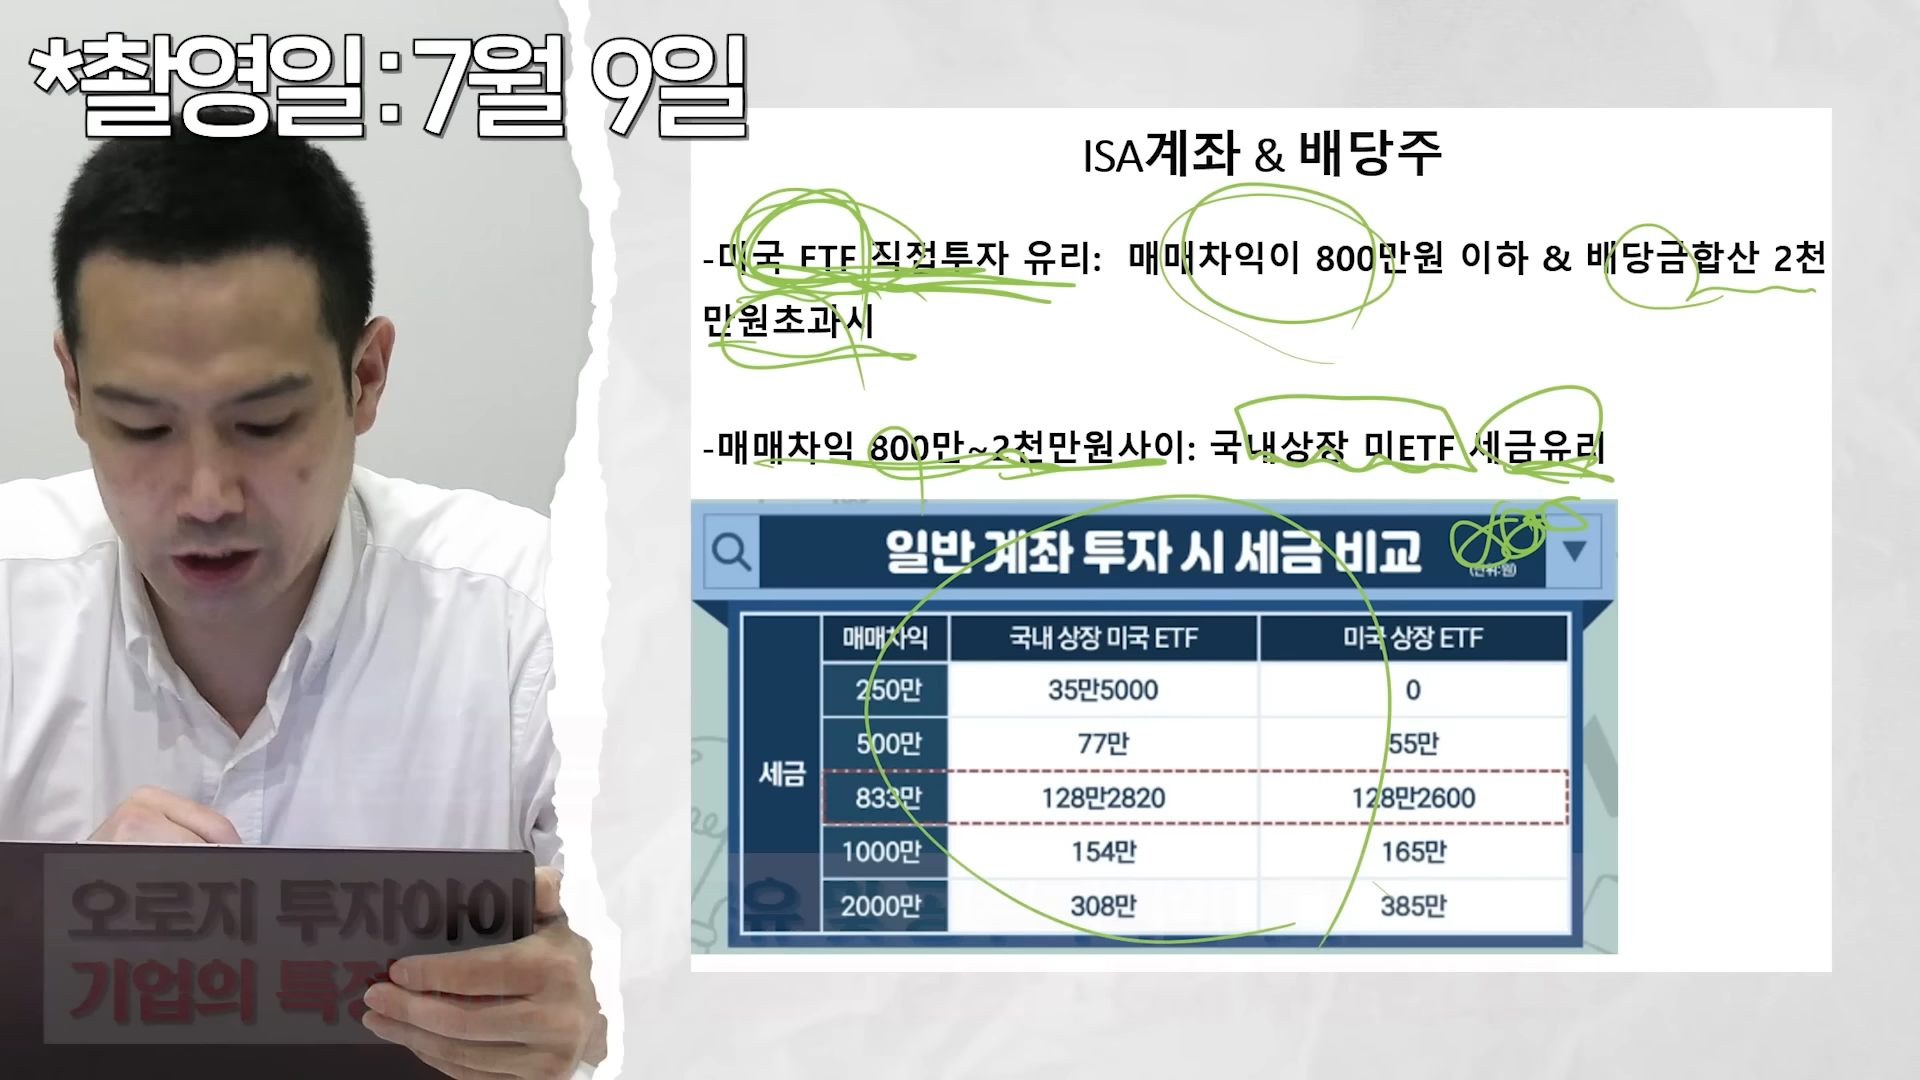 *촬영일:7월 9일
ISA계좌 & 배당주
-미국 ETF 직접투자 유리: 매매차익이 800만원 이하 & 배당금합산 2천
만원초과시
-매매차익 800만~2천만원사이: 국내상장 미ETF 세금유리
일반 계좌 투자 시 세금 비교
(단위:원)
매매차익 국내 상장 미국 ETF 미국 상장 ETF
250만 35만5000 0
500만 77만 55만
세금
833만 128만2820 128만2600
1000만 154만 165만
2000만 308만 385만
오로지 투자아이
기업의 특정